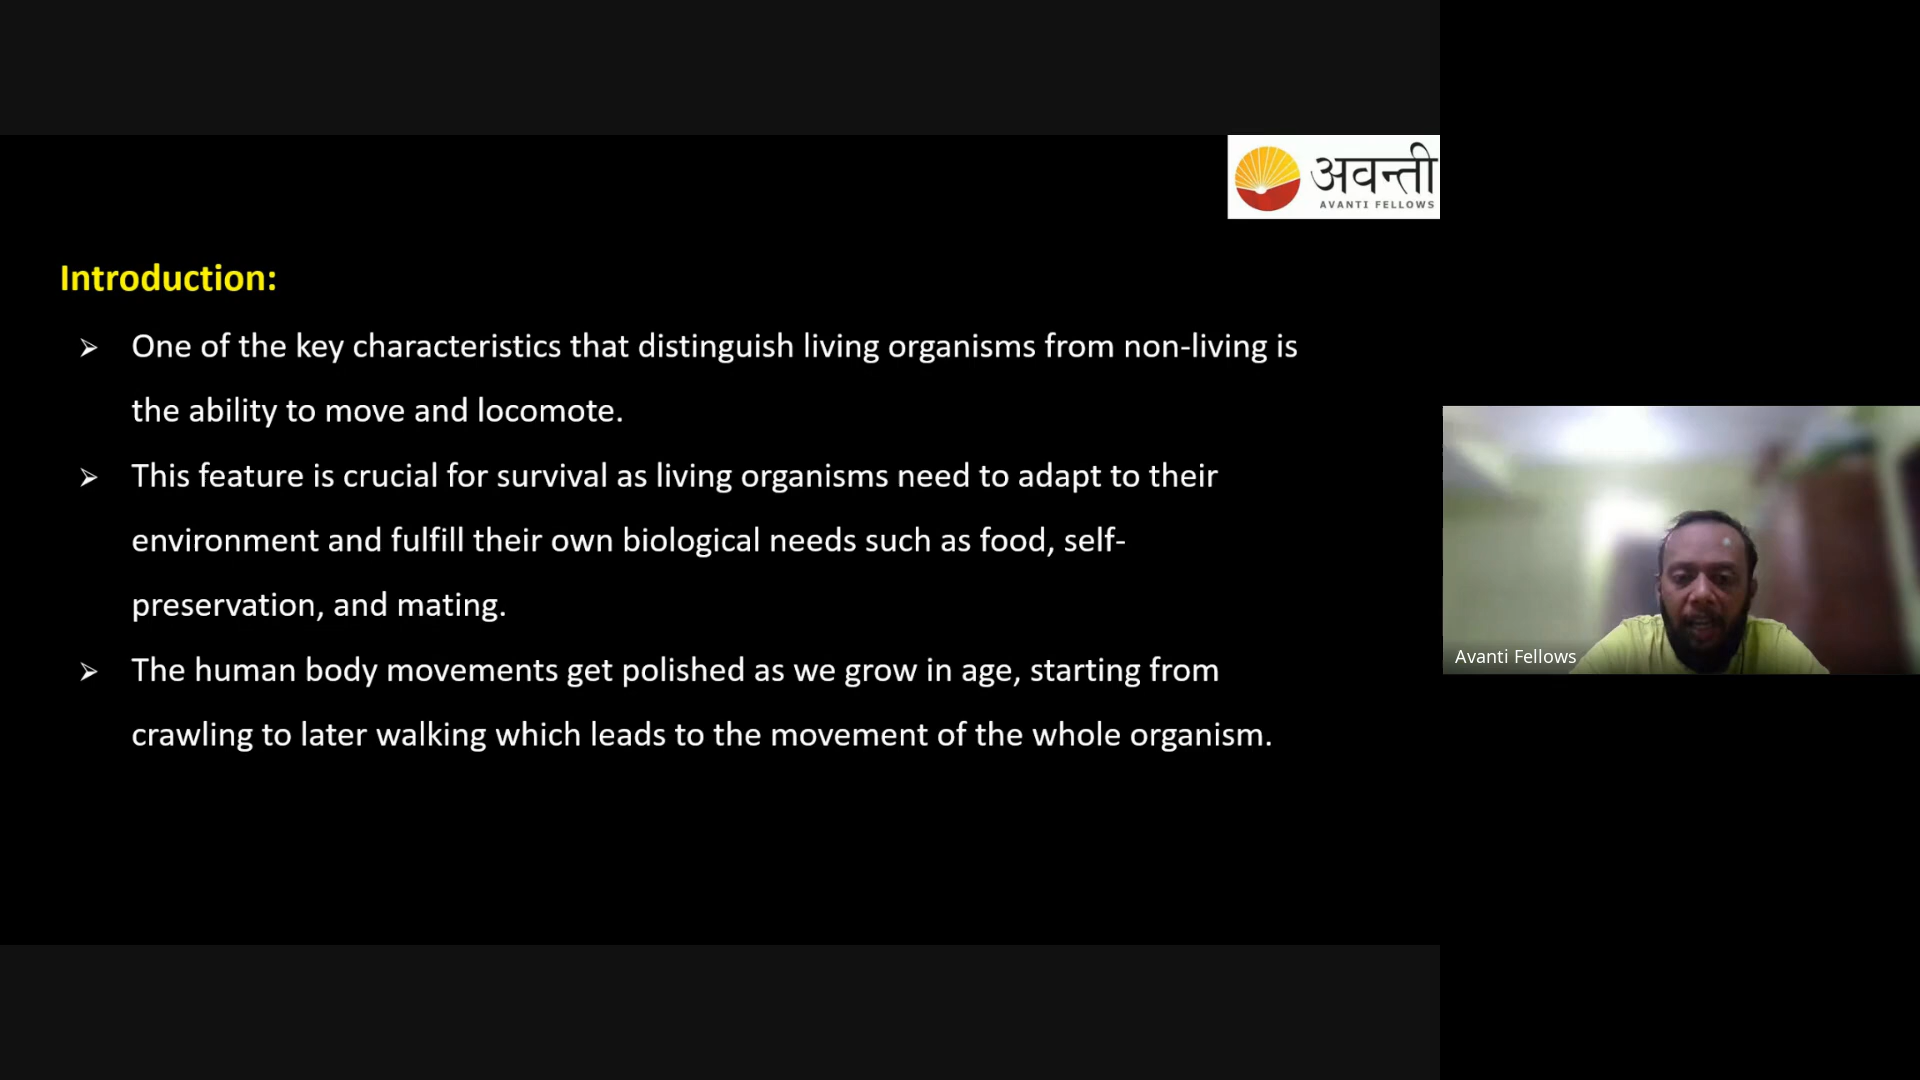 अवन्ती
AVANTI FELLOWS
Introduction:
➢ One of the key characteristics that distinguish living organisms from non-living is
the ability to move and locomote.
➢ This feature is crucial for survival as living organisms need to adapt to their
environment and fulfill their own biological needs such as food, self-
preservation, and mating.
➢ The human body movements get polished as we grow in age, starting from
crawling to later walking which leads to the movement of the whole organism.
Avanti Fellows